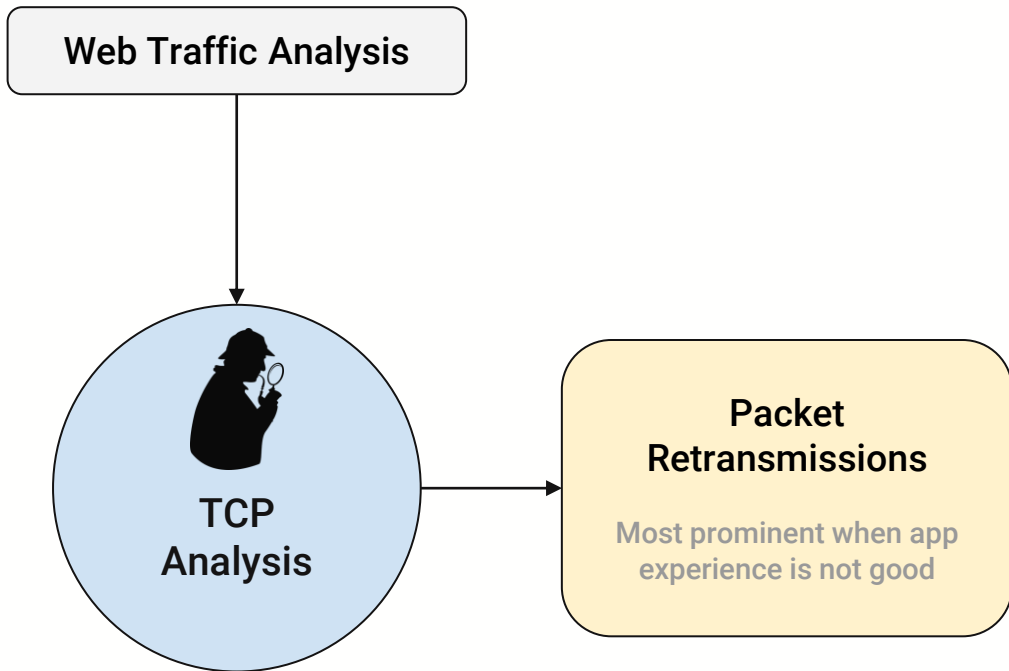 Web Traffic Analysis
TCP
Analysis
Packet
Retransmissions
Most prominent when app
experience is not good